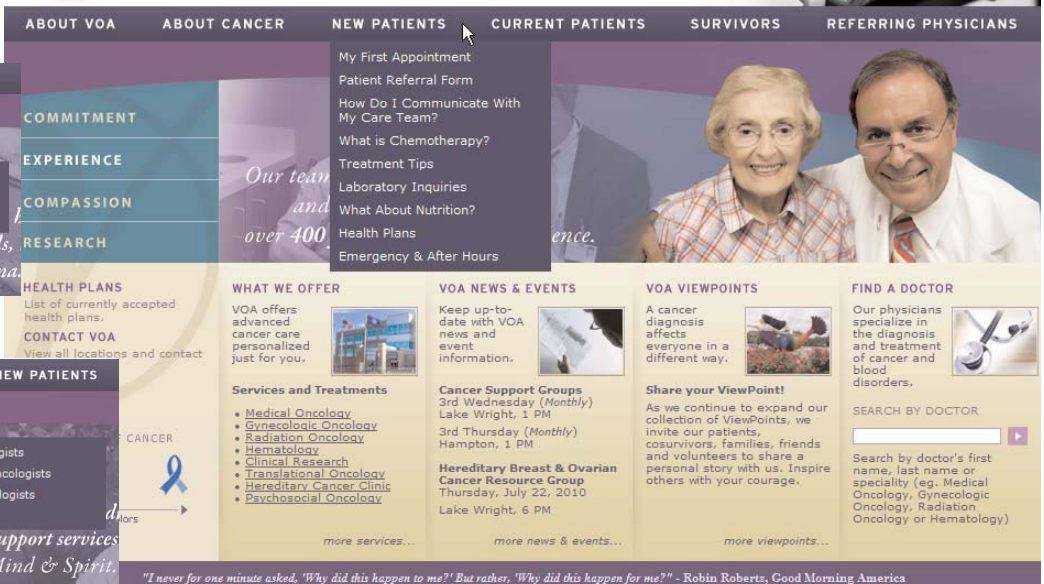 ABOUT VOA ABOUT CANCER NEW PATIENTS CURRENT PATIENTS SURVIVORS REFERRING PHYSICIANS
My First Appointment
Patient Referral Form
How Do I Communicate With
My Care Team?
What is Chemotherapy?
Treatment Tips
Laboratory Inquiries
What About Nutrition?
Health Plans
Emergency & After Hours
COMMITMENT
EXPERIENCE
COMPASSION
RESEARCH
Our team
and
over 400
HEALTH PLANS
List of currently accepted
health plans.
CONTACT VOA
View all locations and contact
NEW PATIENTS
CANCER
support services
Mind & Spirit.
WHAT WE OFFER
VOA offers
advanced
cancer care
personalized
just for you.
Services and Treatments
• Medical Oncology
• Gynecologic Oncology
• Radiation Oncology
• Hematology
• Clinical Research
• Translational Oncology
• Hereditary Cancer Clinic
• Psychosocial Oncology
more services...
VOA NEWS & EVENTS
Keep up-to-
date with VOA
news and
event
information.
Cancer Support Groups
3rd Wednesday (Monthly)
Lake Wright, 1 PM
3rd Thursday (Monthly)
Hampton, 1 PM
Hereditary Breast & Ovarian
Cancer Resource Group
Thursday, July 22, 2010
Lake Wright, 6 PM
more news & events...
VOA VIEWPOINTS
A cancer
diagnosis
affects
everyone in a
different way.
Share your ViewPoint!
As we continue to expand our
collection of ViewPoints, we
invite our patients,
cosurvivors, families, friends
and volunteers to share a
personal story with us. Inspire
others with your courage.
more viewpoints...
FIND A DOCTOR
Our physicians
specialize in
the diagnosis
and treatment
of cancer and
blood
disorders.
SEARCH BY DOCTOR
Search by doctor's first
name, last name or
speciality (eg. Medical
Oncology, Gynecologic
Oncology, Radiation
Oncology or Hematology)
"I never for one minute asked, 'Why did this happen to me?' But rather, 'Why did this happen for me?'" - Robin Roberts, Good Morning America